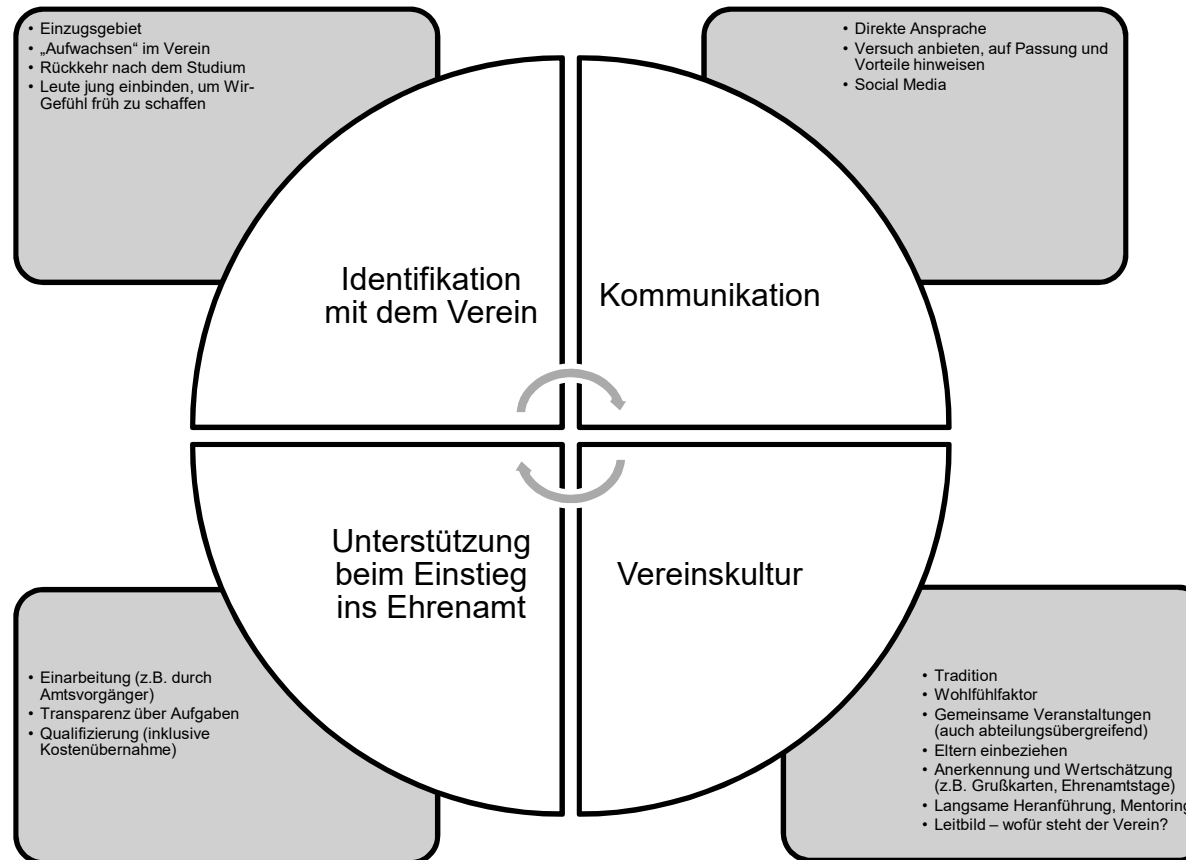 • Einzugsgebiet
• „Aufwachsen“ im Verein
• Rückkehr nach dem Studium
• Leute jung einbinden, um Wir-
Gefühl früh zu schaffen
• Direkte Ansprache
• Versuch anbieten, auf Passung und
Vorteile hinweisen
• Social Media
Identifikation
mit dem Verein
Kommunikation
Unterstützung
beim Einstieg
ins Ehrenamt
Vereinskultur
• Einarbeitung (z.B. durch
Amtsvorgänger)
• Transparenz über Aufgaben
• Qualifizierung (inklusive
Kostenübernahme)
• Tradition
• Wohlfühlfaktor
• Gemeinsame Veranstaltungen
(auch abteilungsübergreifend)
• Eltern einbeziehen
• Anerkennung und Wertschätzung
(z.B. Grußkarten, Ehrenamtstage)
• Langsame Heranführung, Mentoring
• Leitbild – wofür steht der Verein?